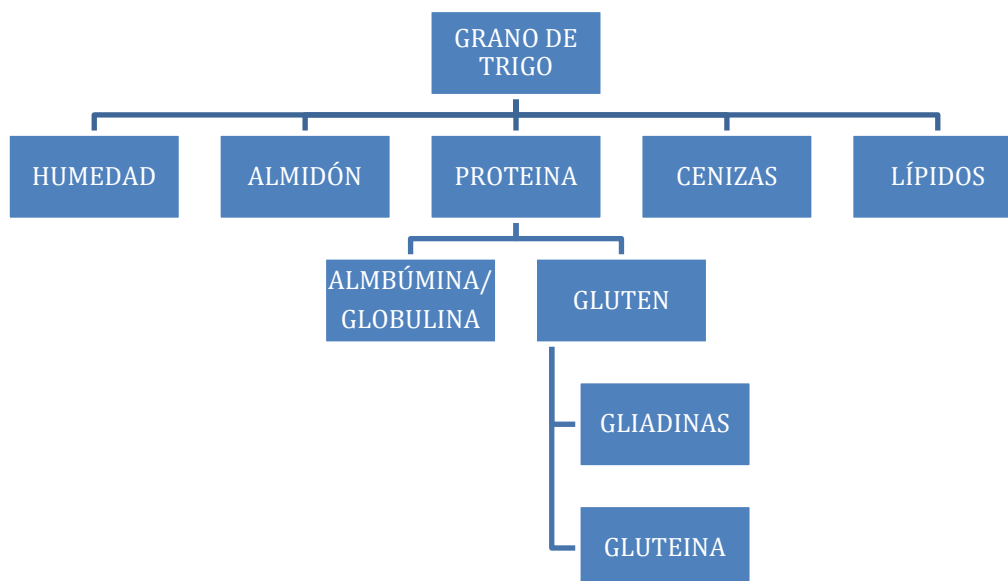 GRANO DE
TRIGO
HUMEDAD
ALMIDÓN
PROTEINA
CENIZAS
LÍPIDOS
ALMBÚMINA/
GLOBULINA
GLUTEN
GLIADINAS
GLUTEINA